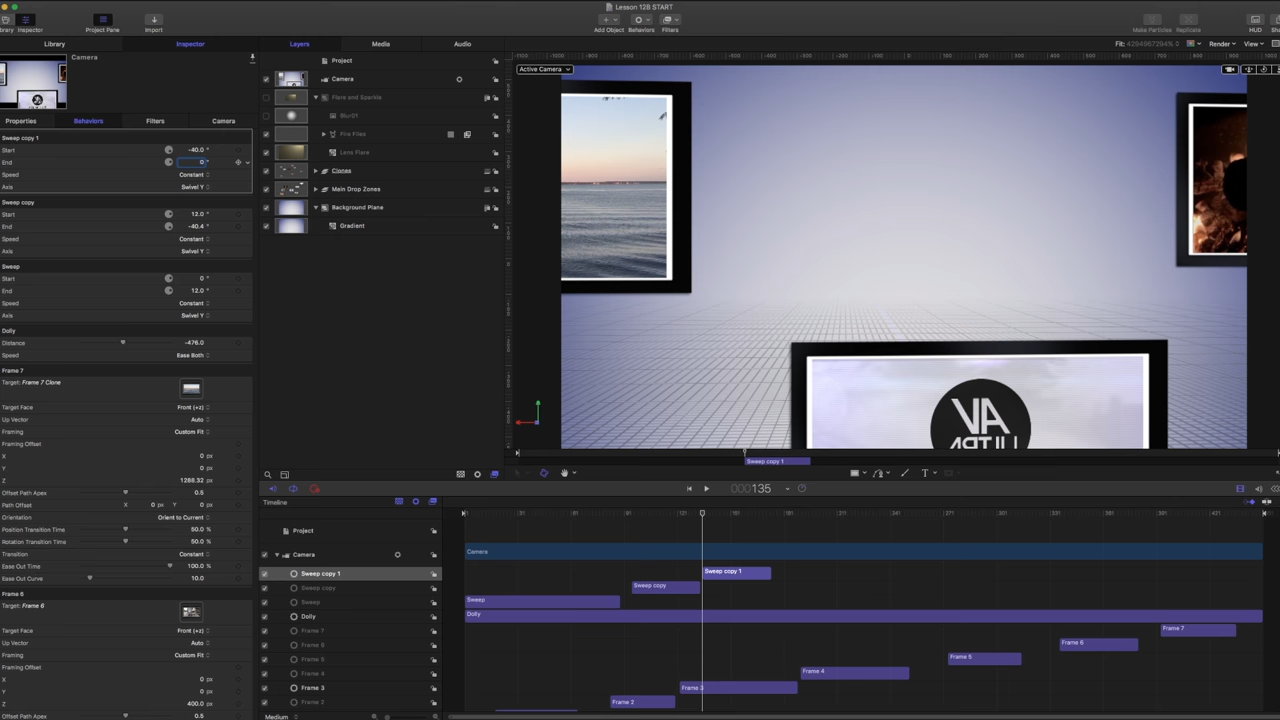 Lesson 128 START
Library Inspector Project Pane Import Add Object Behaviors Filters Make Particles Replicate HUD
Library Inspector Layers Media Audio Fit: 4294967294% Render View
Camera
Properties Behaviors Filters Camera
Sweep copy 1
Start -40.0 °
End 0 °
Speed Constant
Axis Swivel Y
Sweep copy
Start 12.0 °
End -40.4 °
Speed Constant
Axis Swivel Y
Sweep
Start 0 °
End 12.0 °
Speed Constant
Axis Swivel Y
Dolly
Distance -476.0
Speed Ease Both
Frame 7
Target: Frame 7 Clone
Target Face Front (+z)
Up Vector Auto
Framing Custom Fit
Framing Offset
X 0 px
Y 0 px
Z 1288.32 px
Offset Path Apex 0.5
Path Offset X 0 px Y 0 px
Orientation Orient to Current
Position Transition Time 50.0 %
Rotation Transition Time 50.0 %
Transition Constant
Ease Out Time 100.0 %
Ease Out Curve 10.0
Frame 6
Target: Frame 6
Target Face Front (+z)
Up Vector Auto
Framing Custom Fit
Framing Offset
X 0 px
Y 0 px
Z 400.0 px
Offset Path Apex 0.5
Project
Camera
Flare and Sparkle
Blur01
Fire Flies
Lens Flare
Clones
Main Drop Zones
Background Plane
Gradient
Active Camera
Sweep copy 1
000135
Timeline
Project
Camera
Sweep copy 1
Sweep copy
Sweep
Dolly
Frame 7
Frame 6
Frame 5
Frame 4
Frame 3
Frame 2
Medium
Camera
Sweep copy 1
Sweep copy
Sweep
Dolly
Frame 7
Frame 6
Frame 5
Frame 4
Frame 3
Frame 2